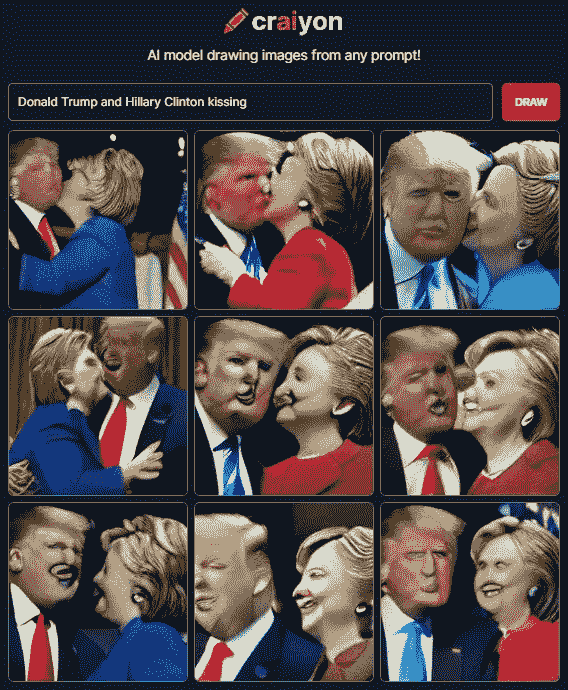 craiyon
AI model drawing images from any prompt!
Donald Trump and Hillary Clinton kissing
DRAW